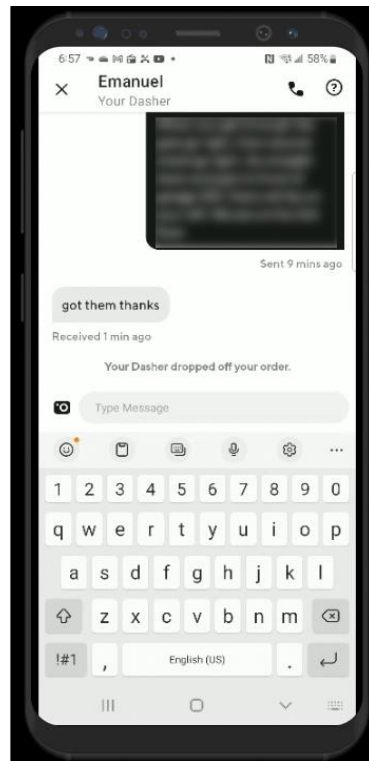 6:57
58%
Emanuel
Your Dasher
Sent 9 mins ago
got them thanks
Received 1 min ago
Your Dasher dropped off your order.
Type Message
1 2 3 4 5 6 7 8 9 0
q w e r t y u i o p
a s d f g h j k l
z x c v b n m
!#1 , English (US) .